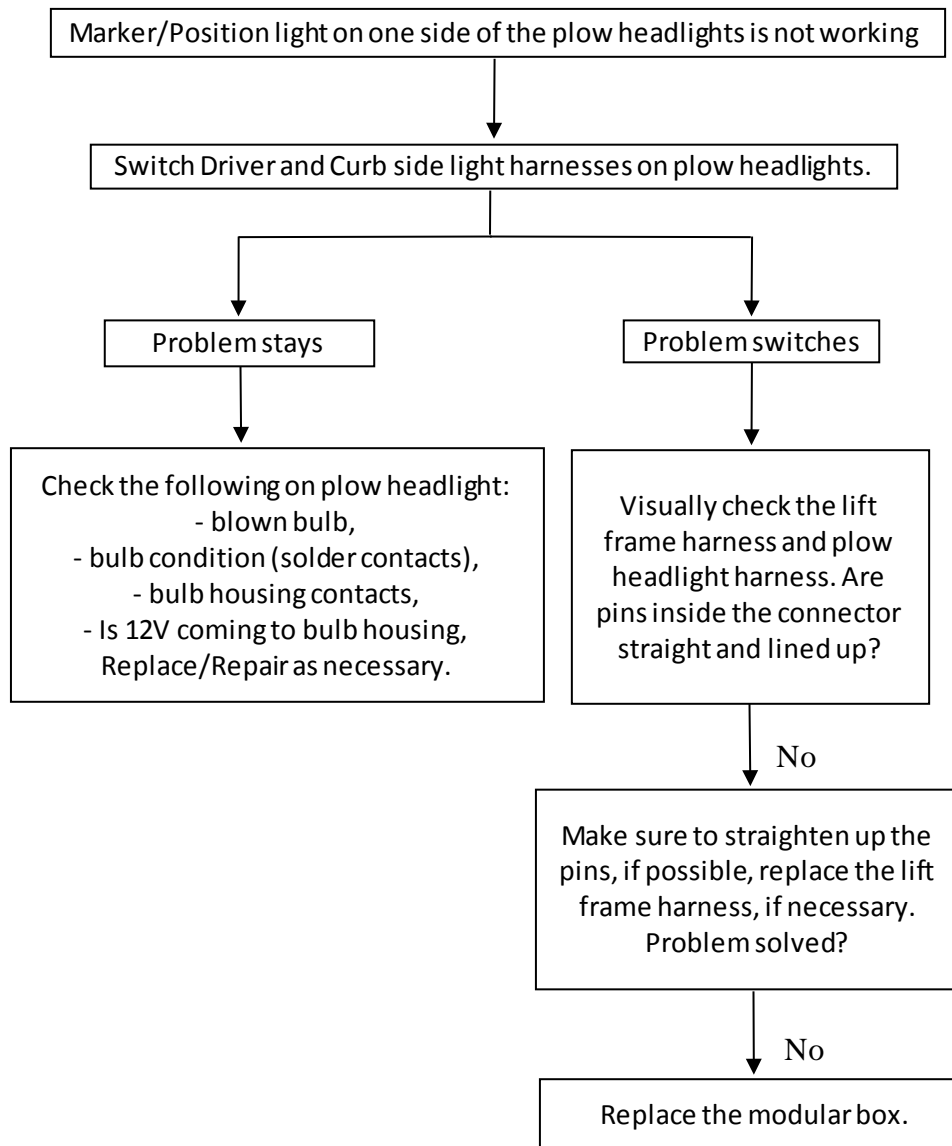 Marker/Position light on one side of the plow headlights is not working
Switch Driver and Curb side light harnesses on plow headlights.
Problem stays
Problem switches
Check the following on plow headlight:
- blown bulb,
- bulb condition (solder contacts),
- bulb housing contacts,
- Is 12V coming to bulb housing,
Replace/Repair as necessary.
Visually check the lift
frame harness and plow
headlight harness. Are
pins inside the connector
straight and lined up?
No
Make sure to straighten up the
pins, if possible, replace the lift
frame harness, if necessary.
Problem solved?
No
Replace the modular box.